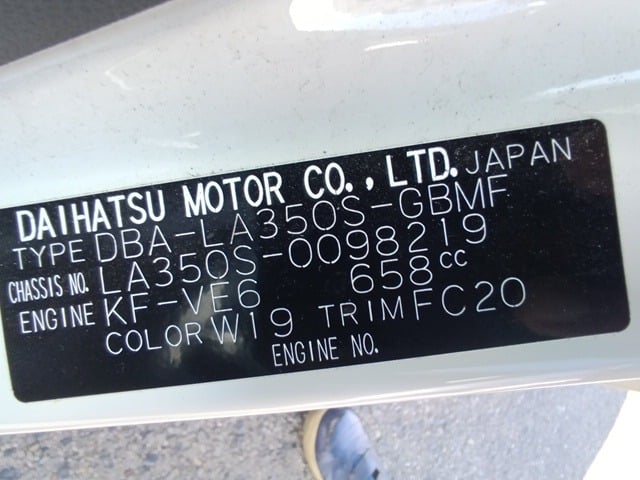 DAIHATSU MOTOR CO., LTD. JAPAN
TYPE DBA-LA350S-GBMF
CHASSIS NO. LA350S-0098219
ENGINE KF-VE6 658cc
COLOR W19 TRIM FC20
ENGINE NO.